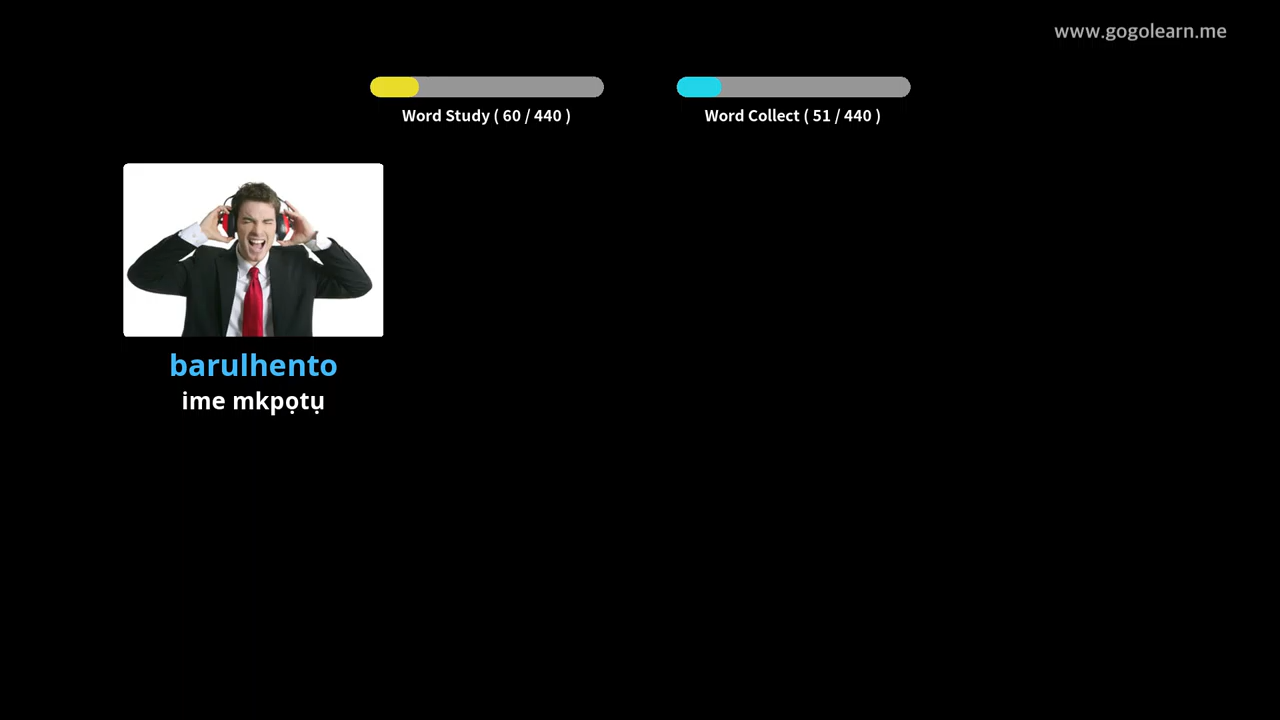 www.gogolearn.me
Word Study ( 60 / 440 )
Word Collect ( 51 / 440 )
barulhento
ime mkpọtụ